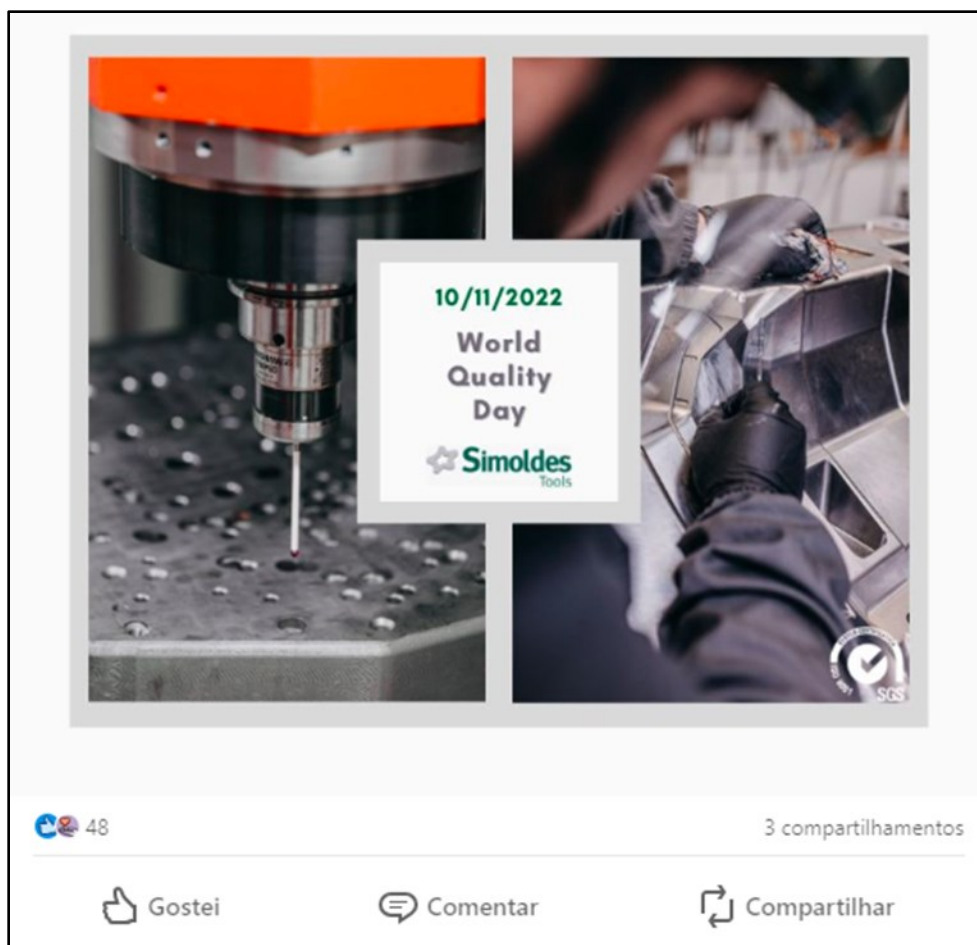 10/11/2022
World
Quality
Day
Simoldes
Tools
SGS
48
3 compartilhamentos
Gostei
Comentar
Compartilhar